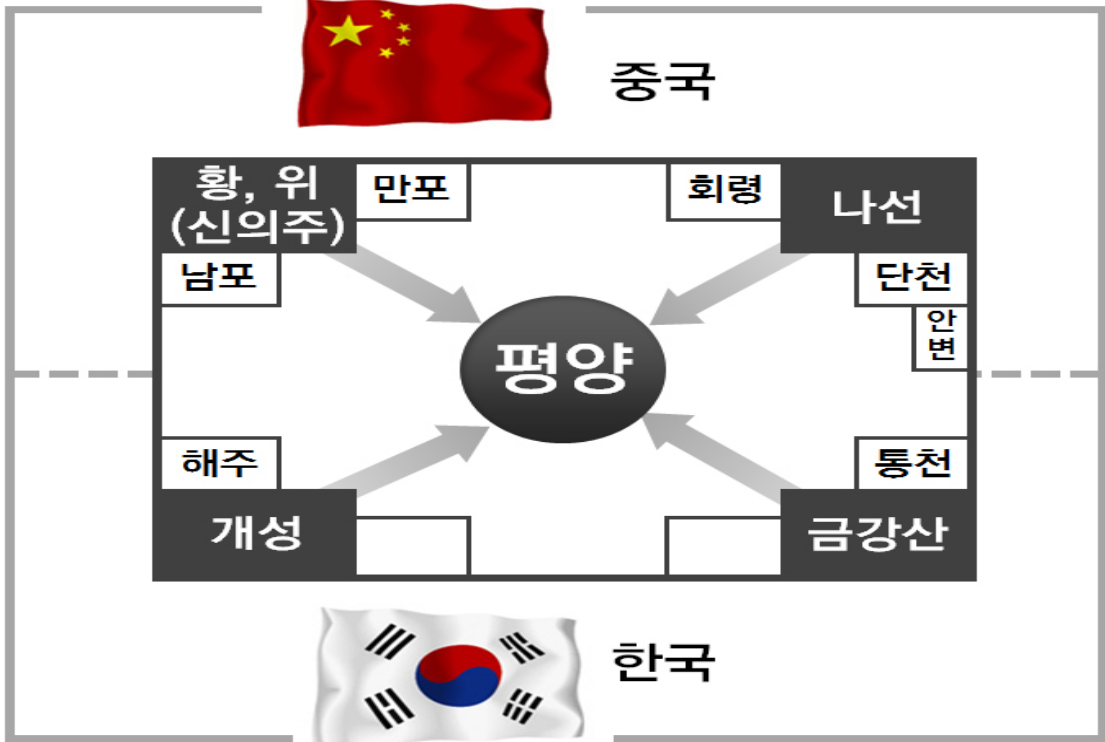 중국
황, 위
(신의주)
만포
회령
나선
남포
단천
안
변
평양
해주
통천
개성
금강산
한국